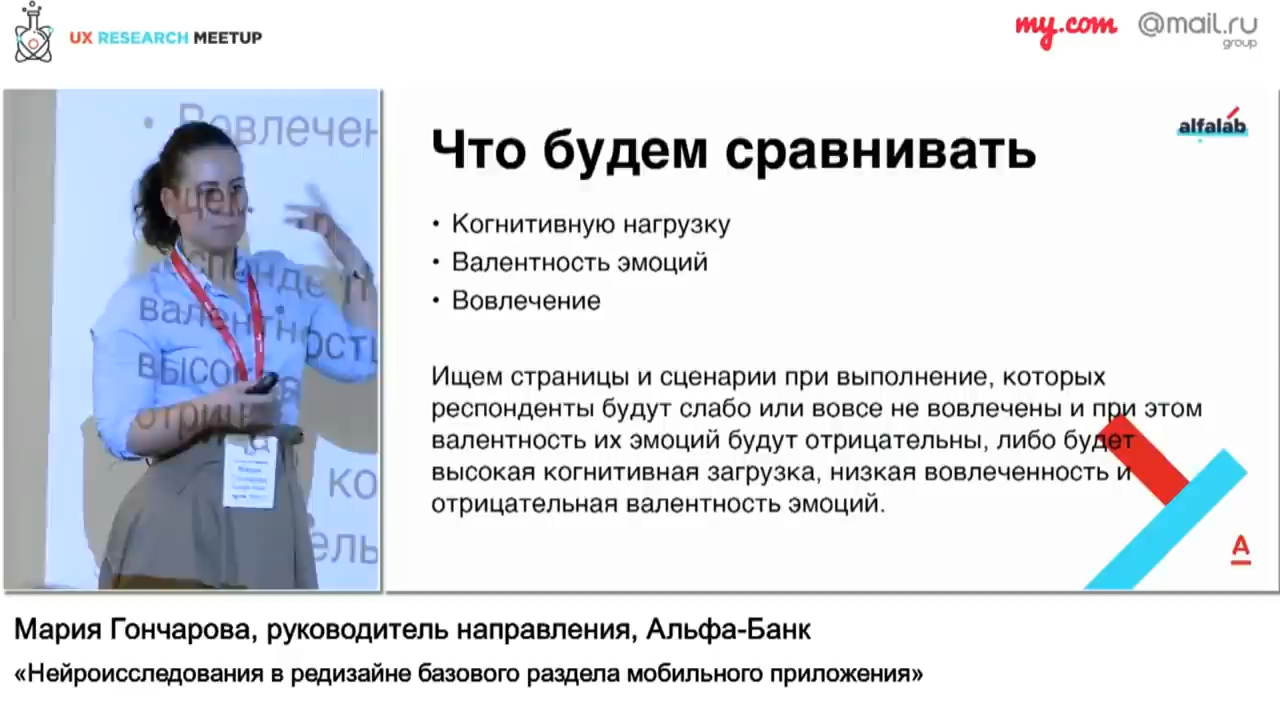 UX RESEARCH MEETUP
my.com @mail.ru
group
alfalab
Что будем сравнивать
• Когнитивную нагрузку
• Валентность эмоций
• Вовлечение
Ищем страницы и сценарии при выполнение, которых
респонденты будут слабо или вовсе не вовлечены и при этом
валентность их эмоций будут отрицательны, либо будет
высокая когнитивная загрузка, низкая вовлеченность и
отрицательная валентность эмоций.
А
• Вовлечен
валентность
ко
Мария Гончарова, руководитель направления, Альфа-Банк
«Нейроисследования в редизайне базового раздела мобильного приложения»